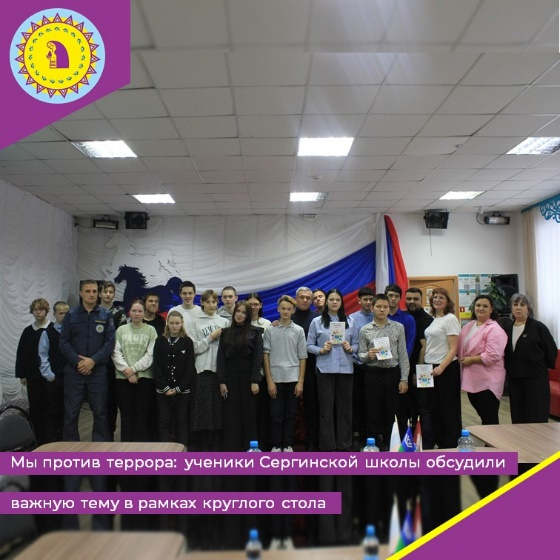 Мы против террора: ученики Сергинской школы обсудили
важную тему в рамках круглого стола